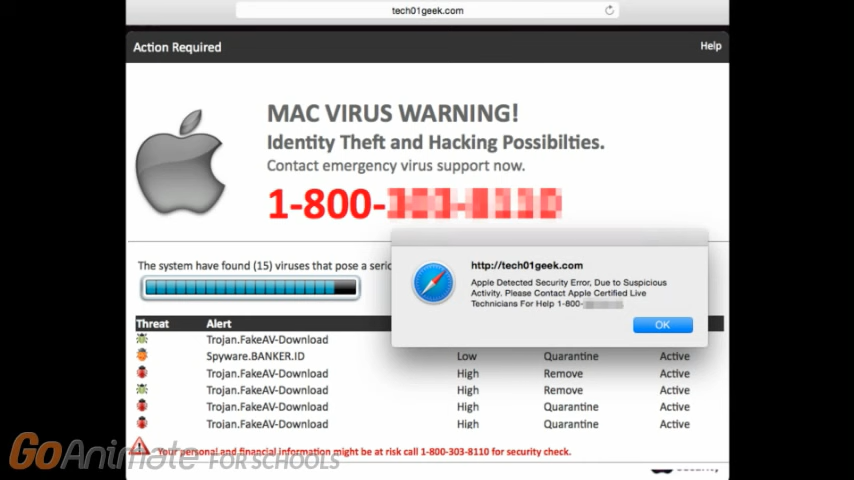 tech01geek.com
Action Required
Help
MAC VIRUS WARNING!
Identity Theft and Hacking Possibilties.
Contact emergency virus support now.
1-800-
The system have found (15) viruses that pose a serio
http://tech01geek.com
Apple Detected Security Error, Due to Suspicious
Activity. Please Contact Apple Certified Live
Technicians For Help 1-800-
OK
Threat Alert
Trojan.FakeAV-Download
Spyware.BANKER.ID Low Quarantine Active
Trojan.FakeAV-Download High Remove Active
Trojan.FakeAV-Download High Remove Active
Trojan.FakeAV-Download High Quarantine Active
Trojan.FakeAV-Download High Quarantine Active
Your personal and financial information might be at risk call 1-800-303-8110 for security check.
GoAnimate FOR SCHOOLS